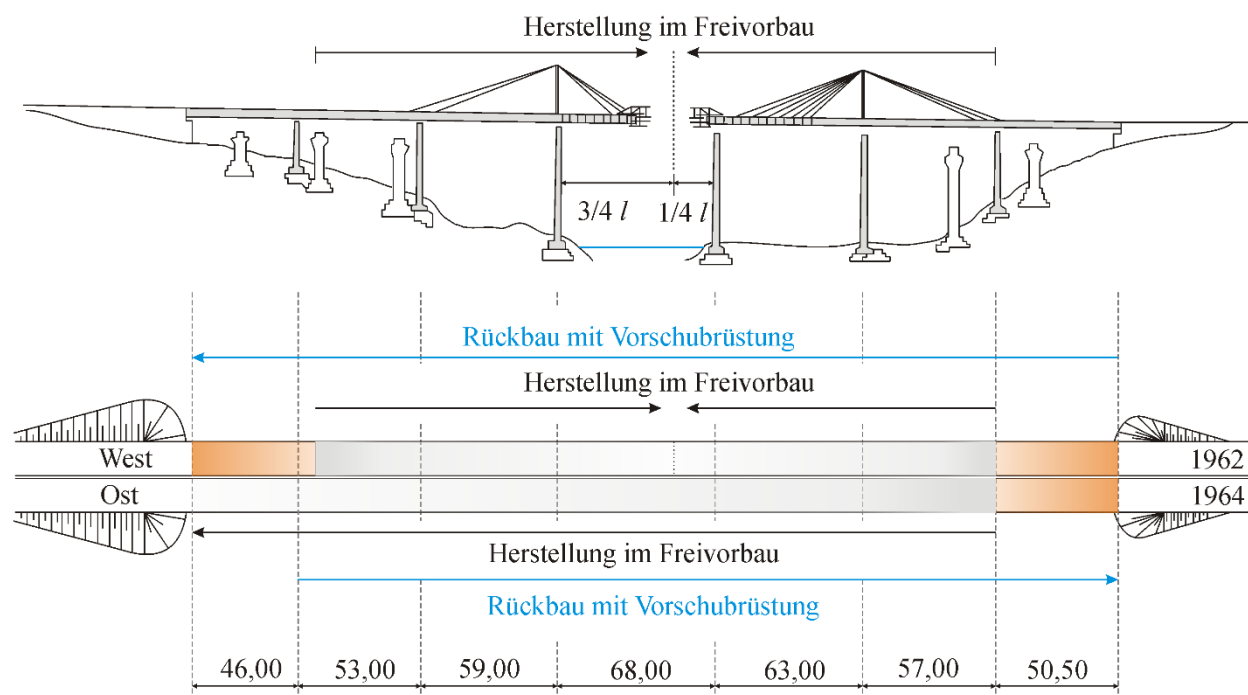 Herstellung im Freivorbau
3/4 l 1/4 l
Rückbau mit Vorschubrüstung
Herstellung im Freivorbau
West 1962
Ost 1964
Herstellung im Freivorbau
Rückbau mit Vorschubrüstung
46,00 53,00 59,00 68,00 63,00 57,00 50,50